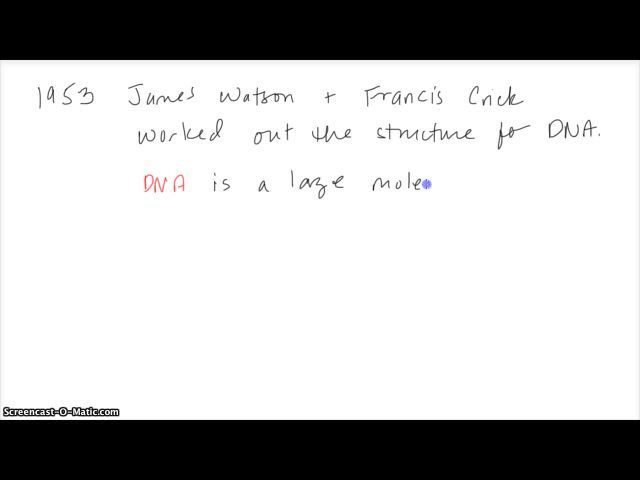 1953 James Watson + Francis Crick
worked out the structure for DNA.
DNA is a large mole
Screencast-O-Matic.com